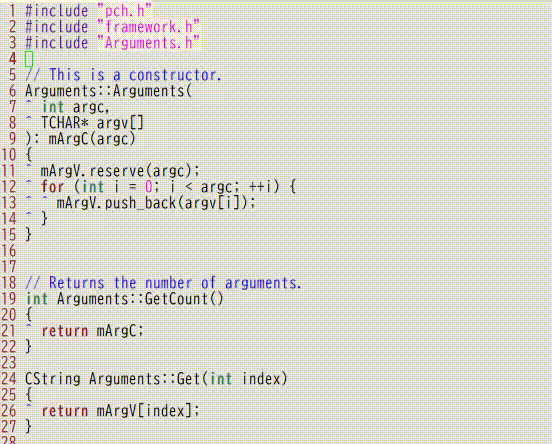 1 #include "pch.h"
2 #include "framework.h"
3 #include "Arguments.h"
4
5 // This is a constructor.
6 Arguments::Arguments(
7 ^ int argc,
8 ^ TCHAR* argv[]
9 ): mArgC(argc)
10 {
11 ^ mArgV.reserve(argc);
12 ^ for (int i = 0; i < argc; ++i) {
13 ^ ^ mArgV.push_back(argv[i]);
14 ^ }
15 }
16
17
18 // Returns the number of arguments.
19 int Arguments::GetCount()
20 {
21 ^ return mArgC;
22 }
23
24 CString Arguments::Get(int index)
25 {
26 ^ return mArgV[index];
27 }
28